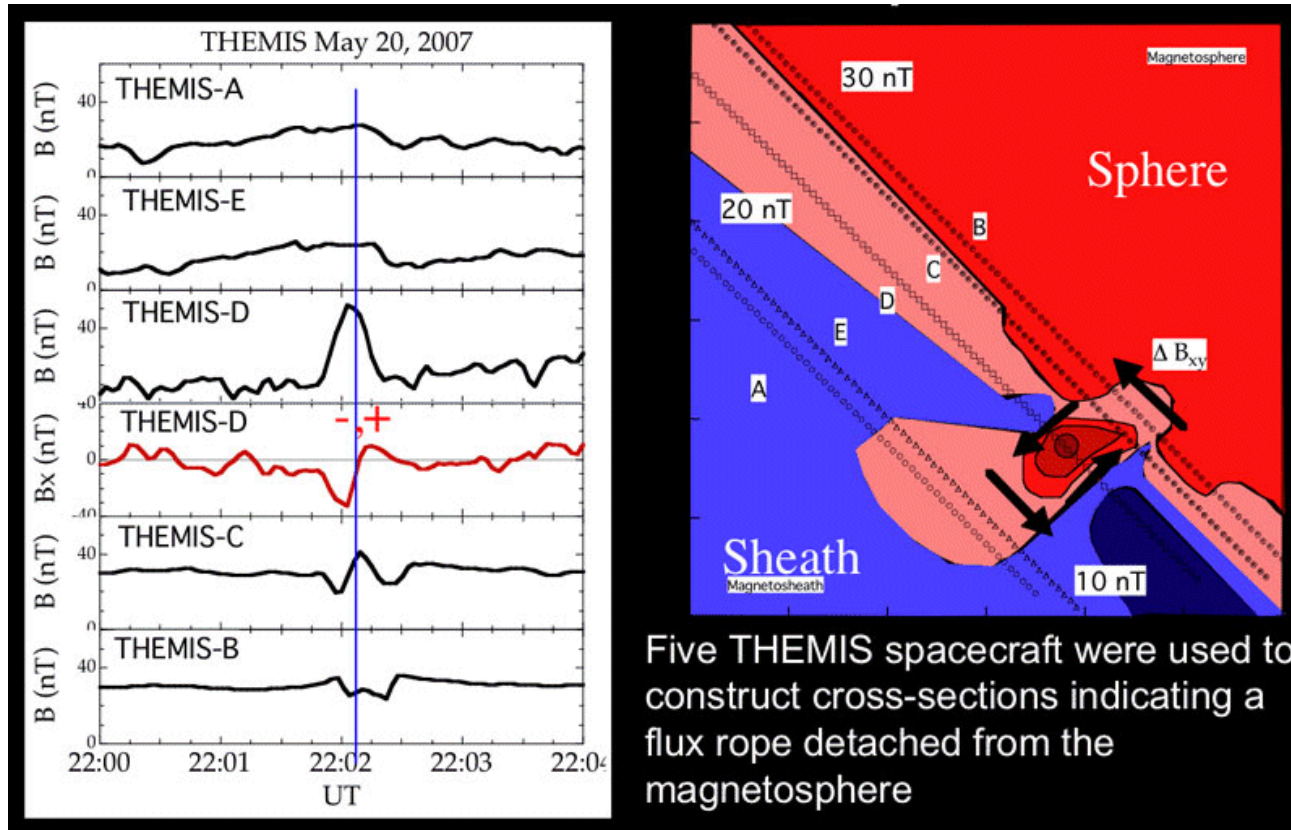 THEMIS May 20, 2007
THEMIS-A
B (nT)
40
0
THEMIS-E
B (nT)
40
0
THEMIS-D
B (nT)
40
THEMIS-D
-,+
Bx (nT)
0
-40
THEMIS-C
B (nT)
40
0
THEMIS-B
B (nT)
40
0
22:00 22:01 22:02 22:03 22:04
UT
Magnetosphere
30 nT
Sphere
20 nT
B
C
D
E
A
Δ Bxy
Sheath
Magnetosheath
10 nT
Five THEMIS spacecraft were used to
construct cross-sections indicating a
flux rope detached from the
magnetosphere